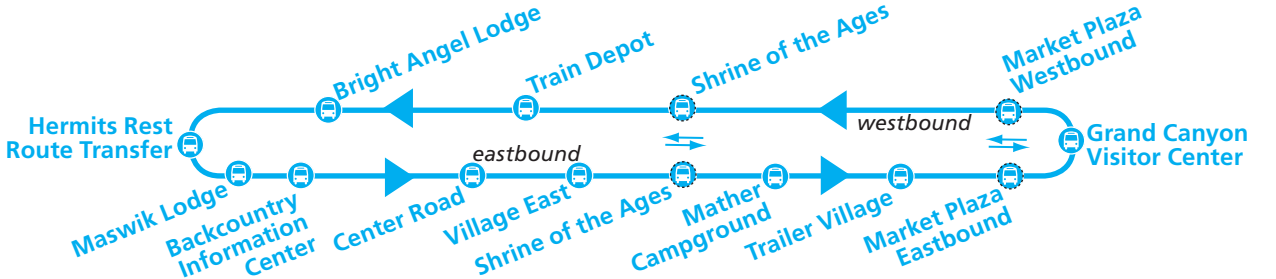 Bright Angel Lodge
Train Depot
Shrine of the Ages
Market Plaza
Westbound
Hermits Rest
Route Transfer
westbound
Grand Canyon
Visitor Center
eastbound
Maswik Lodge
Backcountry
Information
Center
Center Road
Village East
Shrine of the Ages
Mather
Campground
Trailer Village
Market Plaza
Eastbound